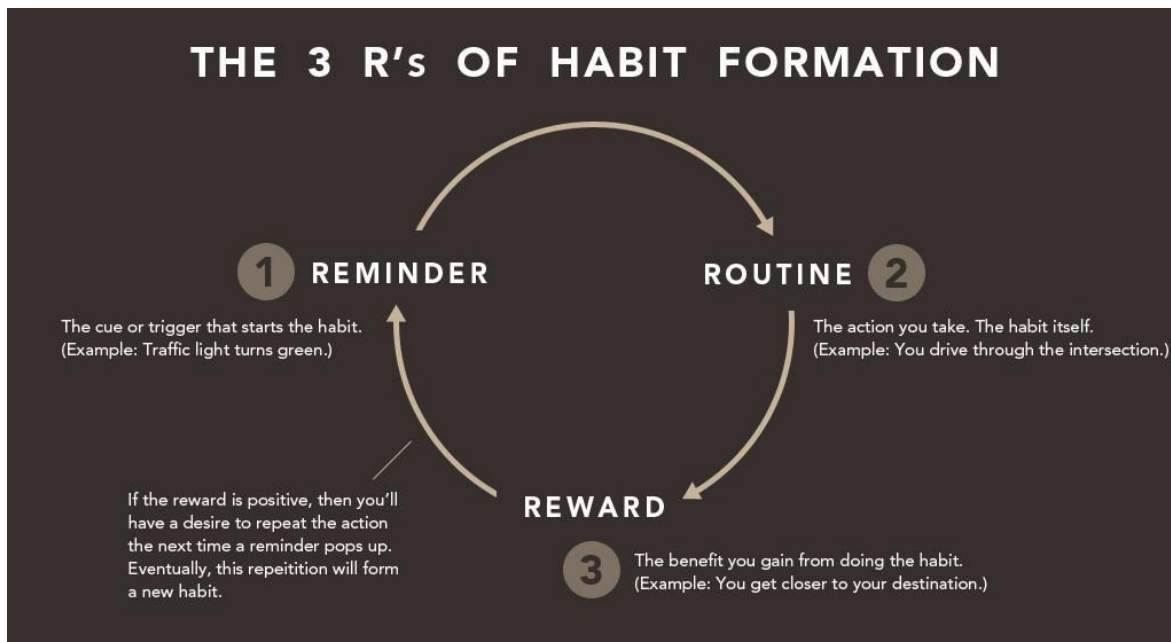 THE 3 R's OF HABIT FORMATION
1 REMINDER
The cue or trigger that starts the habit.
(Example: Traffic light turns green.)
ROUTINE 2
The action you take. The habit itself.
(Example: You drive through the intersection.)
REWARD
3
The benefit you gain from doing the habit.
(Example: You get closer to your destination.)
If the reward is positive, then you'll
have a desire to repeat the action
the next time a reminder pops up.
Eventually, this repeitition will form
a new habit.